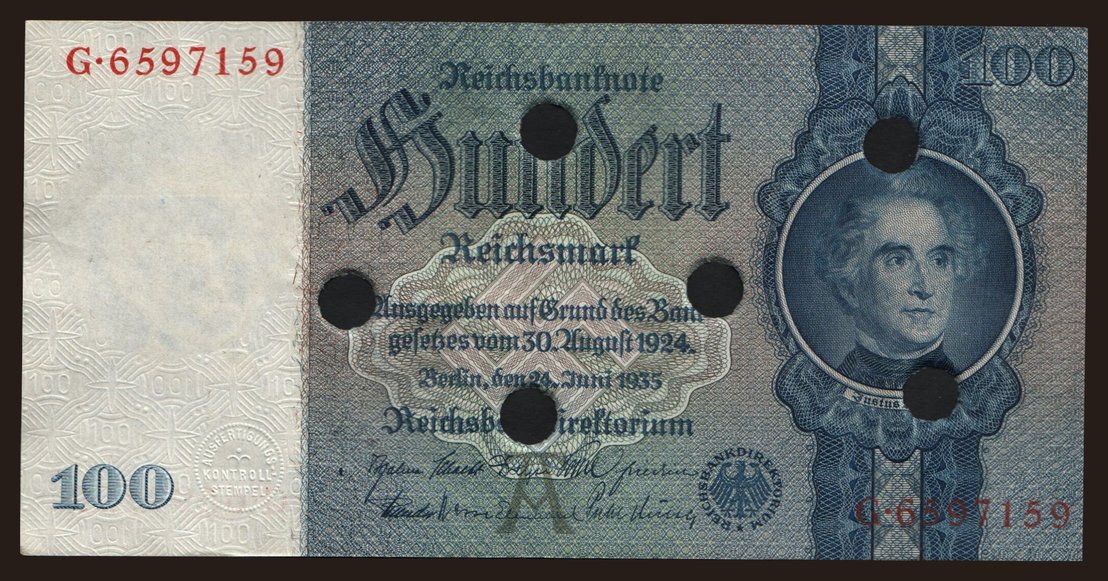 G·6597159
100
Reichsbanknote
Hundert
Reichsmark
Ausgegeben auf Grund des
gesetzes vom 30. August 1924.
Berlin, den 24. Juni 1935
100
AUSFERTIGUNGS
KONTROLL-
STEMPEL
A
REICHSBANKDIREKTORIUM
Justus
G·6597159